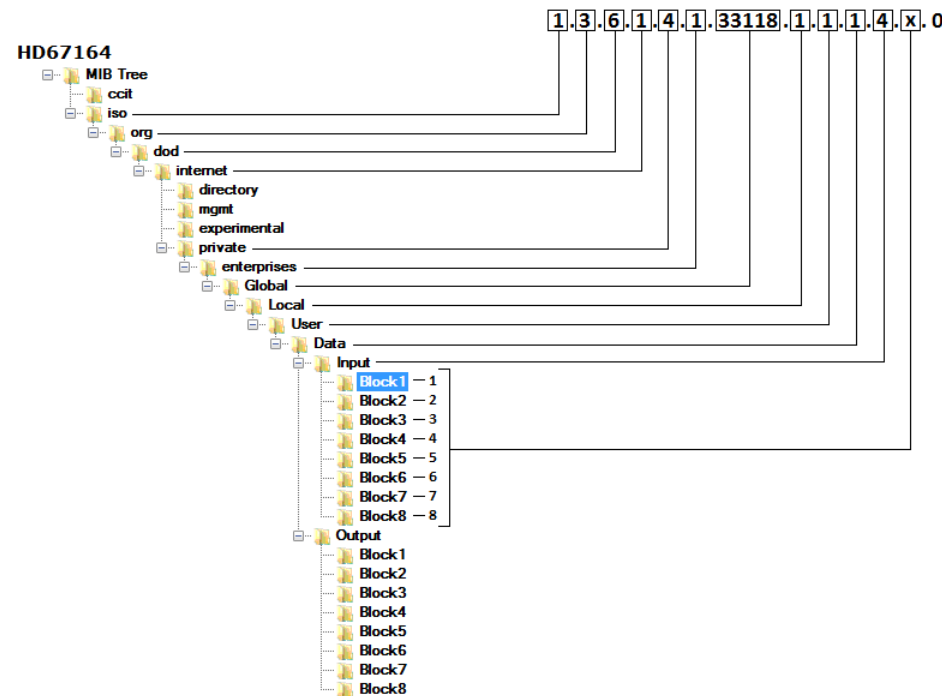 1.3.6.1.4.1.33118.1.1.1.4.x.0
HD67164
MIB Tree
ccit
iso
org
dod
internet
directory
mgmt
experimental
private
enterprises
Global
Local
User
Data
Input
Block1 — 1
Block2 — 2
Block3 — 3
Block4 — 4
Block5 — 5
Block6 — 6
Block7 — 7
Block8 — 8
Output
Block1
Block2
Block3
Block4
Block5
Block6
Block7
Block8